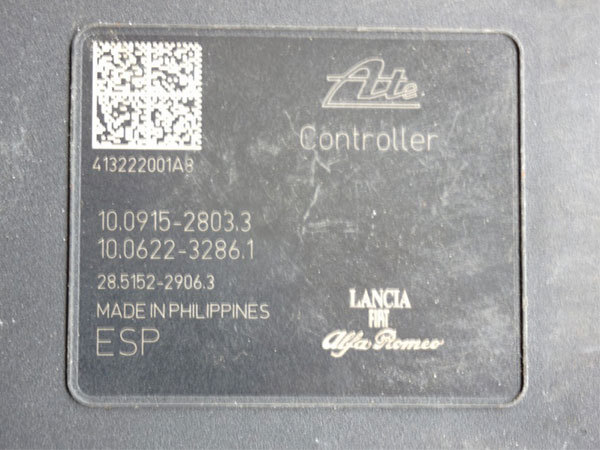 Ate
Controller
413222001A8
10.0915-2803.3
10.0622-3286.1
28.5152-2906.3
MADE IN PHILIPPINES
ESP
LANCIA
FIAT
Alfa Romeo